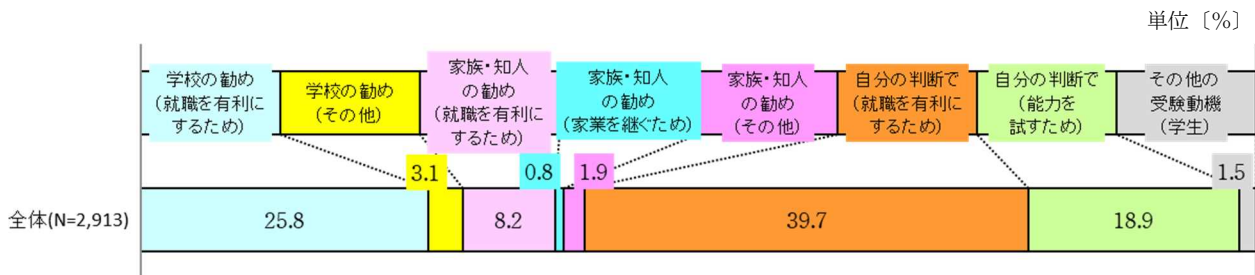 単位〔%〕
学校の勧め
(就職を有利に
するため)
学校の勧め
(その他)
家族・知人
の勧め
(就職を有利に
するため)
家族・知人
の勧め
(家業を継ぐため)
家族・知人
の勧め
(その他)
自分の判断で
(就職を有利に
するため)
自分の判断で
(能力を
試すため)
その他の
受験動機
(学生)
3.1
0.8
1.9
1.5
全体(N=2,913)
25.8
8.2
39.7
18.9